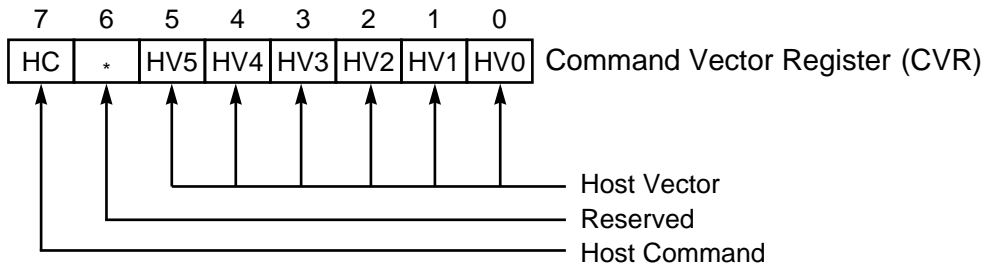 7 6 5 4 3 2 1 0
HC * HV5 HV4 HV3 HV2 HV1 HV0 Command Vector Register (CVR)
Host Vector
Reserved
Host Command